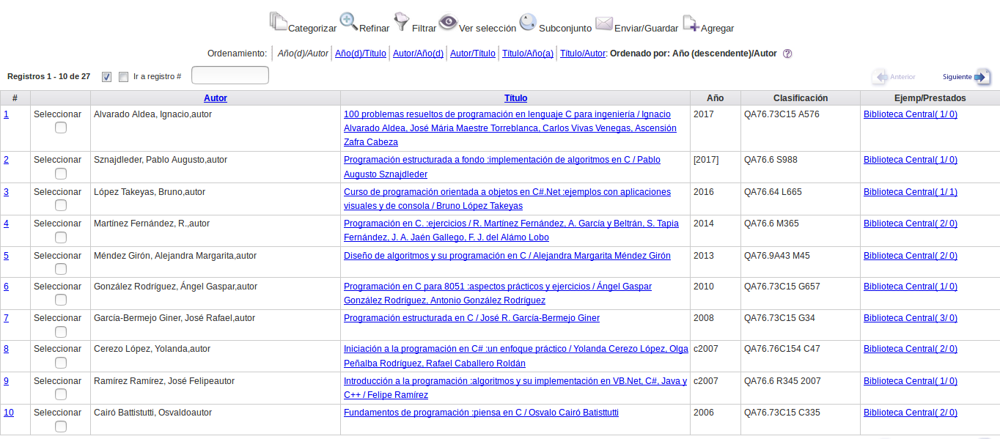 Categorizar Refinar Filtrar Ver selección Subconjunto Enviar/Guardar Agregar
Ordenamiento: Año(d)/Autor Año(d)/Título Autor/Año(d) Autor/Título Título/Año(a) Título/Autor: Ordenado por: Año (descendente)/Autor ?
Registros 1 - 10 de 27 Ir a registro # Anterior Siguiente
# Autor Título Año Clasificación Ejemp/Prestados
1 Seleccionar Alvarado Aldea, Ignacio,autor 100 problemas resueltos de programación en lenguaje C para ingeniería / Ignacio 2017 QA76.73C15 A576 Biblioteca Central( 1/ 0)
Alvarado Aldea, José Mária Maestre Torreblanca, Carlos Vivas Venegas, Ascensión
Zafra Cabeza
2 Seleccionar Sznajdleder, Pablo Augusto,autor Programación estructurada a fondo :implementación de algoritmos en C / Pablo [2017] QA76.6 S988 Biblioteca Central( 1/ 0)
Augusto Sznajdleder
3 Seleccionar López Takeyas, Bruno,autor Curso de programación orientada a objetos en C#.Net :ejemplos con aplicaciones 2016 QA76.64 L665 Biblioteca Central( 1/ 1)
visuales y de consola / Bruno López Takeyas
4 Seleccionar Martínez Fernández, R.,autor Programación en C. :ejercicios / R. Martínez Fernández, A. García y Beltrán, S. Tapia 2014 QA76.6 M365 Biblioteca Central( 2/ 0)
Fernández, J. A. Jaén Gallego, F. J. del Alámo Lobo
5 Seleccionar Méndez Girón, Alejandra Margarita,autor Diseño de algoritmos y su programación en C / Alejandra Margarita Méndez Girón 2013 QA76.9A43 M45 Biblioteca Central( 2/ 0)
6 Seleccionar González Rodríguez, Ángel Gaspar,autor Programación en C para 8051 :aspectos prácticos y ejercicios / Ángel Gaspar 2010 QA76.73C15 G657 Biblioteca Central( 1/ 0)
González Rodríguez, Antonio González Rodríguez
7 Seleccionar García-Bermejo Giner, José Rafael,autor Programación estructurada en C / José R. García-Bermejo Giner 2008 QA76.73C15 G34 Biblioteca Central( 3/ 0)
8 Seleccionar Cerezo López, Yolanda,autor Iniciación a la programación en C# :un enfoque práctico / Yolanda Cerezo López, Olga c2007 QA76.76C154 C47 Biblioteca Central( 2/ 0)
Peñalba Rodríguez, Rafael Caballero Roldán
9 Seleccionar Ramírez Ramírez, José Felipeautor Introducción a la programación :algoritmos y su implementación en VB.Net, C#, Java y c2007 QA76.6 R345 2007 Biblioteca Central( 1/ 0)
C++ / Felipe Ramírez
10 Seleccionar Cairó Battistutti, Osvaldoautor Fundamentos de programación :piensa en C / Osvalo Cairó Batisttutti 2006 QA76.73C15 C335 Biblioteca Central( 2/ 0)